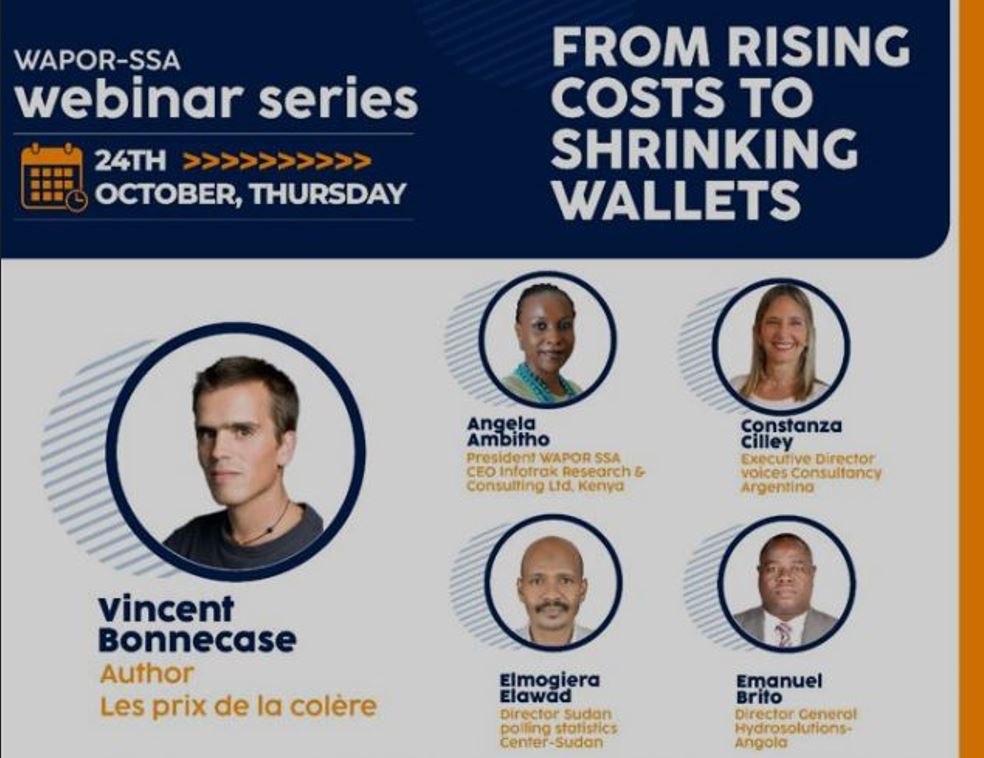 WAPOR-SSA
webinar series
24TH >>>>>>>>>>
OCTOBER, THURSDAY
FROM RISING
COSTS TO
SHRINKING
WALLETS
Vincent
Bonnecase
Author
Les prix de la colère
Angela
Ambitho
President WAPOR SSA
CEO Infotrak Research &
Consulting Ltd, Kenya
Constanza
Cilley
Executive Director
voices Consultancy
Argentina
Elmogiera
Elawad
Director Sudan
polling statistics
Center-Sudan
Emanuel
Brito
Director General
Hydrosolutions-
Angola